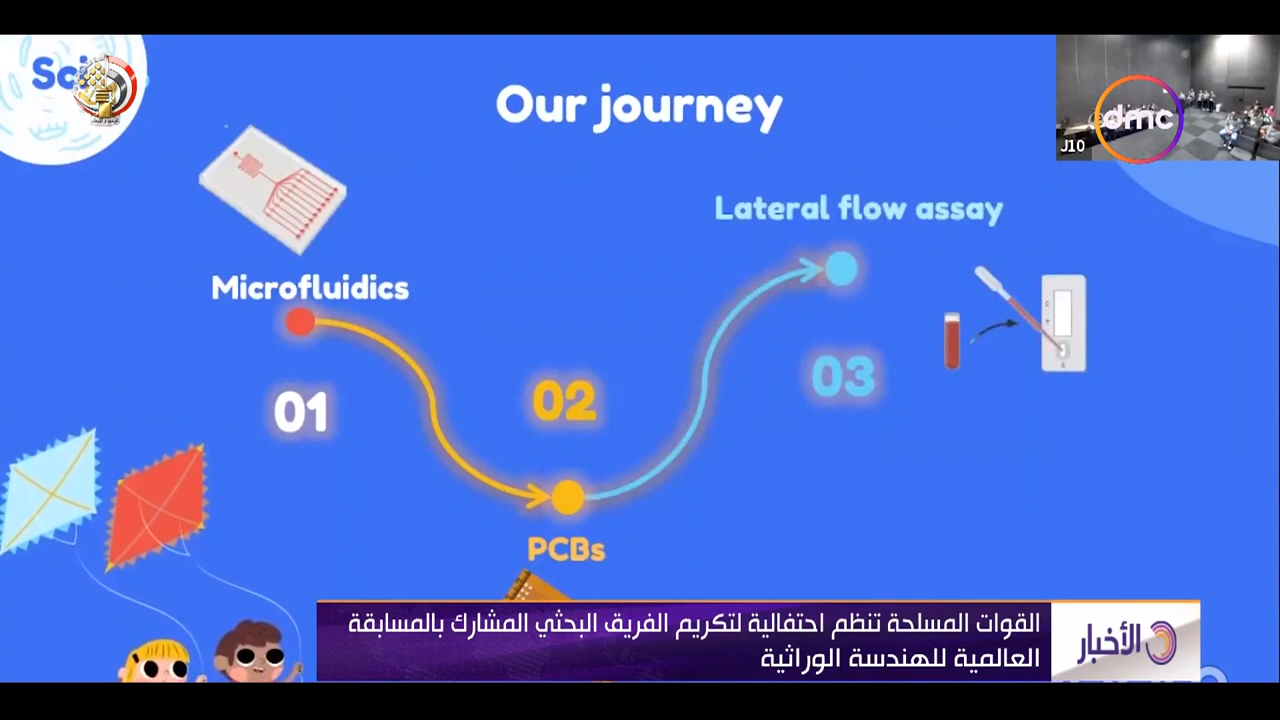 Sci
Our journey
dmc
J10
Lateral flow assay
Microfluidics
01
02
03
C
T
S
PCBs
القوات المسلحة تنظم احتفالية لتكريم الفريق البحثي المشارك بالمسابقة
العالمية للهندسة الوراثية
الأخبار